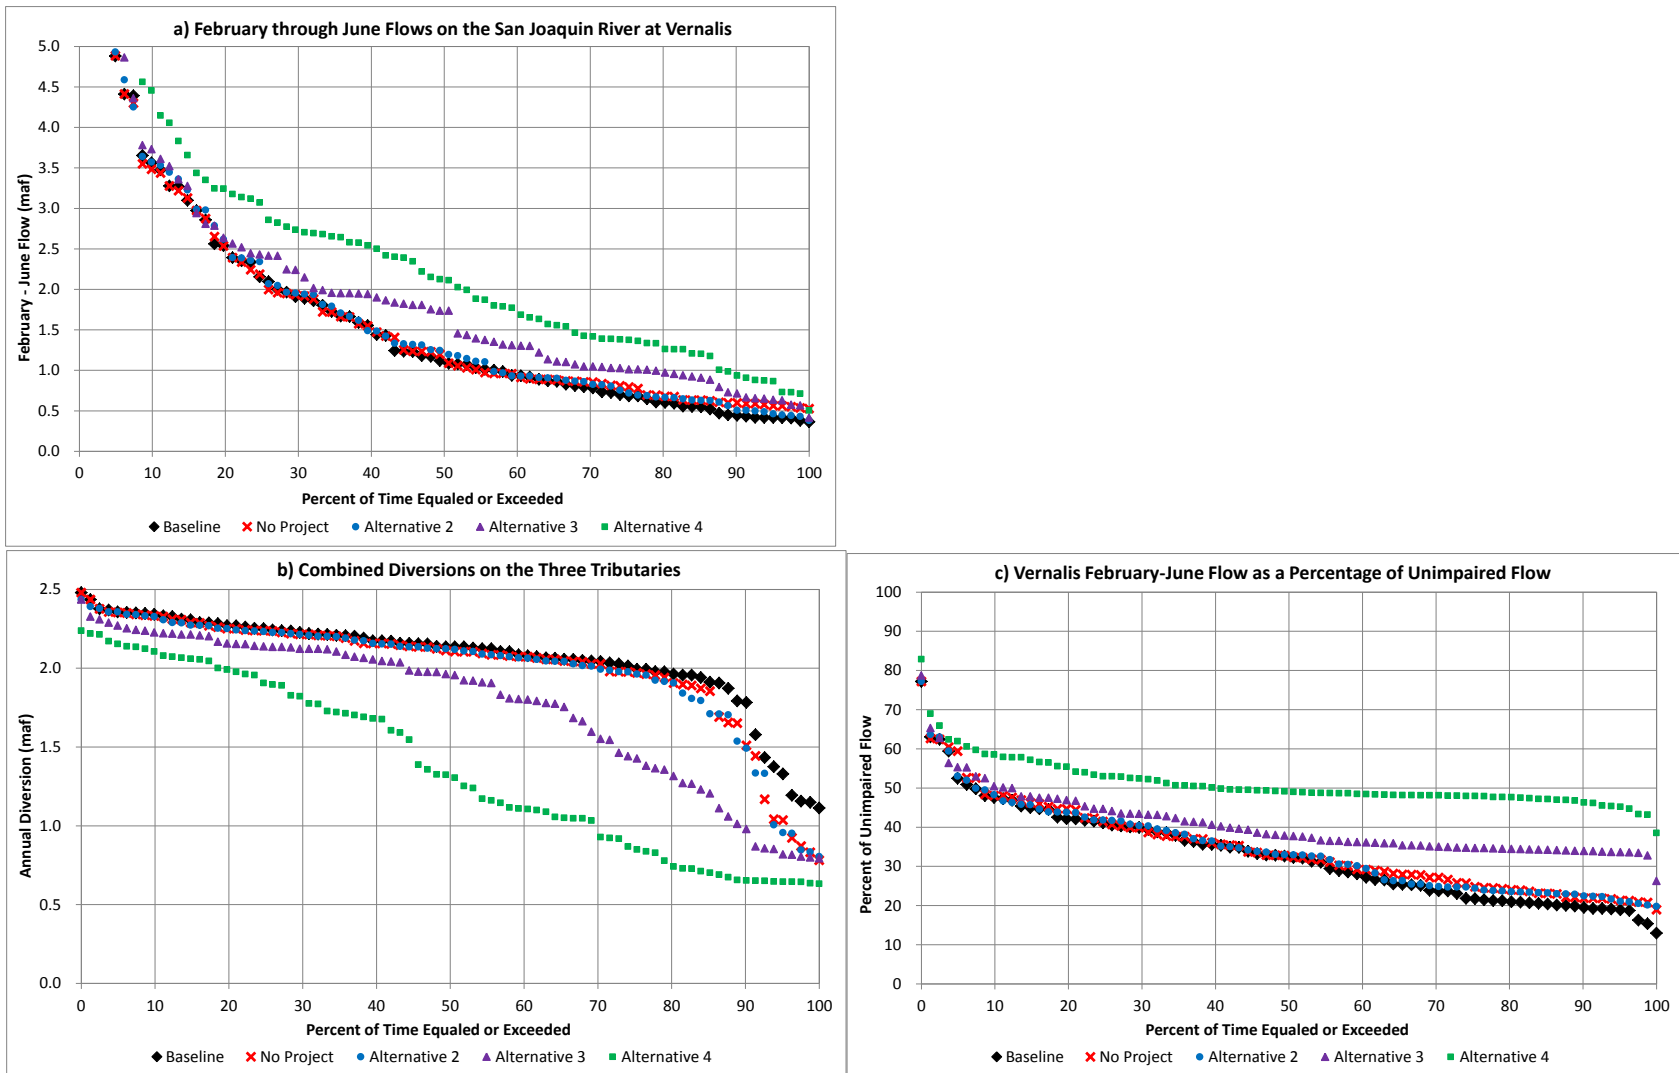 a) February through June Flows on the San Joaquin River at Vernalis
5.0
4.5
4.0
3.5
3.0
2.5
2.0
1.5
1.0
0.5
0.0
February - June Flow (maf)
0 10 20 30 40 50 60 70 80 90 100
Percent of Time Equaled or Exceeded
Baseline No Project Alternative 2 Alternative 3 Alternative 4
b) Combined Diversions on the Three Tributaries
2.5
2.0
1.5
1.0
0.5
0.0
Annual Diversion (maf)
0 10 20 30 40 50 60 70 80 90 100
Percent of Time Equaled or Exceeded
Baseline No Project Alternative 2 Alternative 3 Alternative 4
c) Vernalis February-June Flow as a Percentage of Unimpaired Flow
100
90
80
70
60
50
40
30
20
10
0
Percent of Unimpaired Flow
0 10 20 30 40 50 60 70 80 90 100
Percent of Time Equaled or Exceeded
Baseline No Project Alternative 2 Alternative 3 Alternative 4